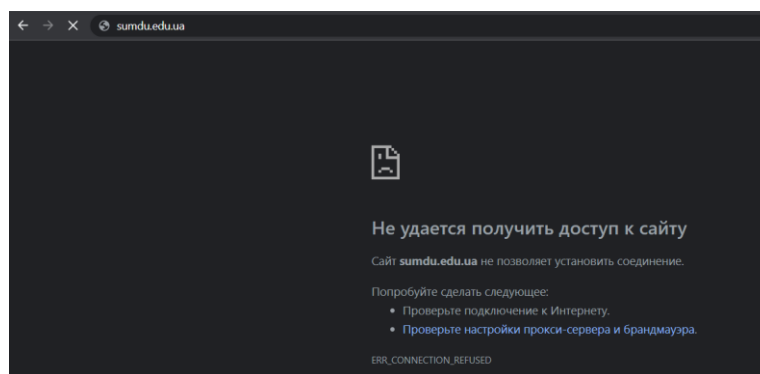 sumdu.edu.ua
Не удается получить доступ к сайту
Сайт sumdu.edu.ua не позволяет установить соединение.
Попробуйте сделать следующее:
• Проверьте подключение к Интернету.
• Проверьте настройки прокси-сервера и брандмауэра.
ERR_CONNECTION_REFUSED